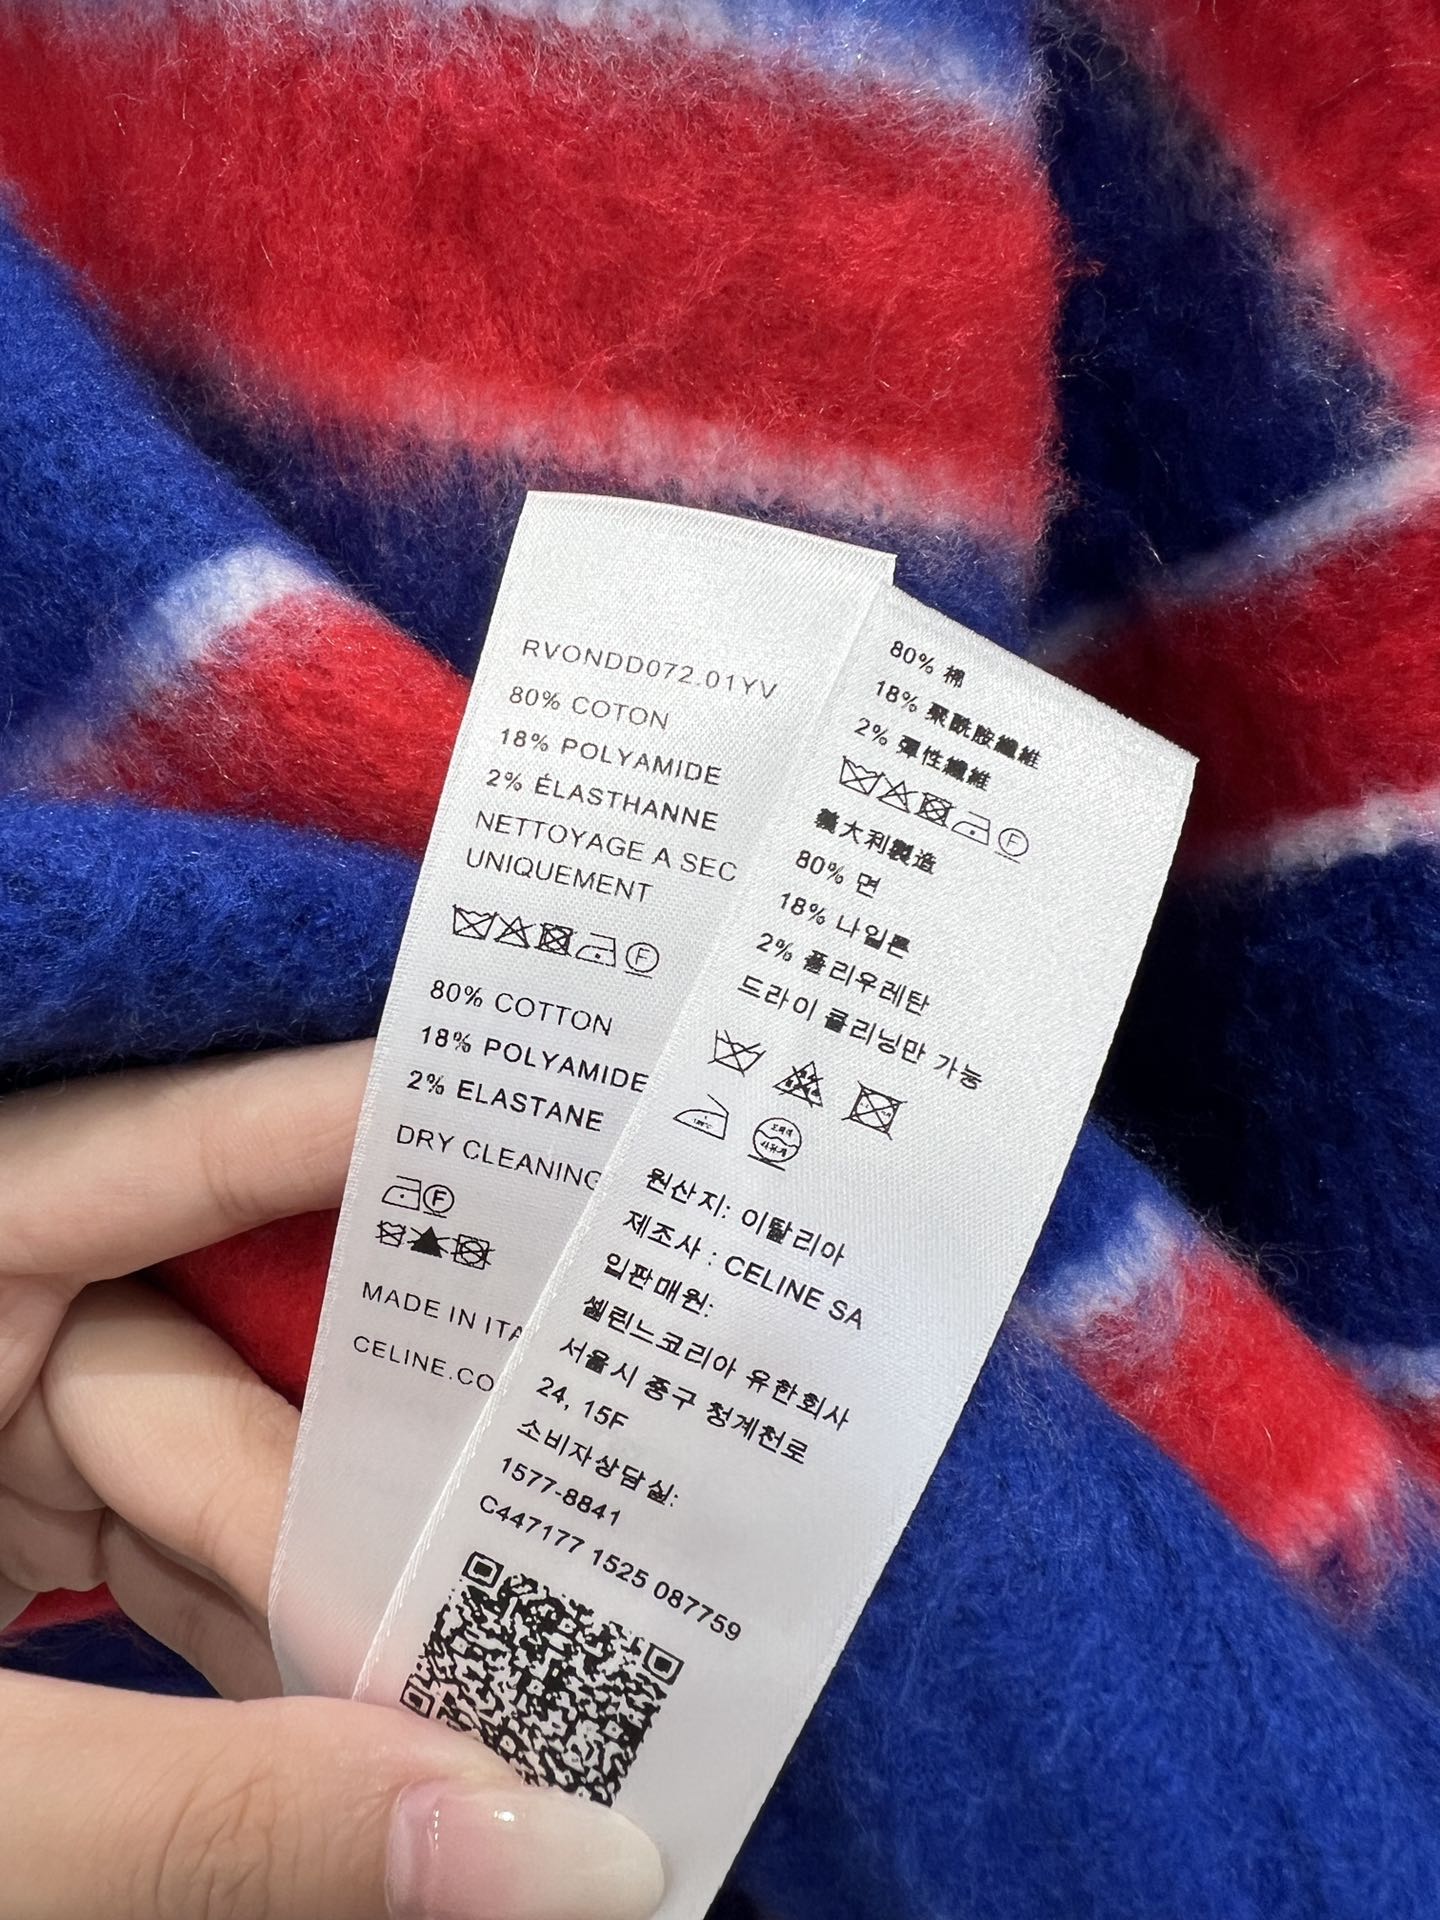 RVONDD072.01YV
80% COTON
18% POLYAMIDE
2% ÉLASTHANNE
NETTOYAGE A SEC
UNIQUEMENT
F
80% COTTON
18% POLYAMIDE
2% ELASTANE
DRY CLEANING
F
MADE IN ITA
CELINE.CO
80% 棉
18% 聚酰胺纖維
2% 彈性纖維
F
義大利製造
80% 면
18% 나일론
2% 폴리우레탄
드라이 클리닝만 가능
원산지: 이탈리아
제조사 : CELINE SA
입판매원:
셀린느코리아 유한회사
서울시 중구 청계천로
24, 15F
소비자상담실:
1577-8841
C447177 1525 087759